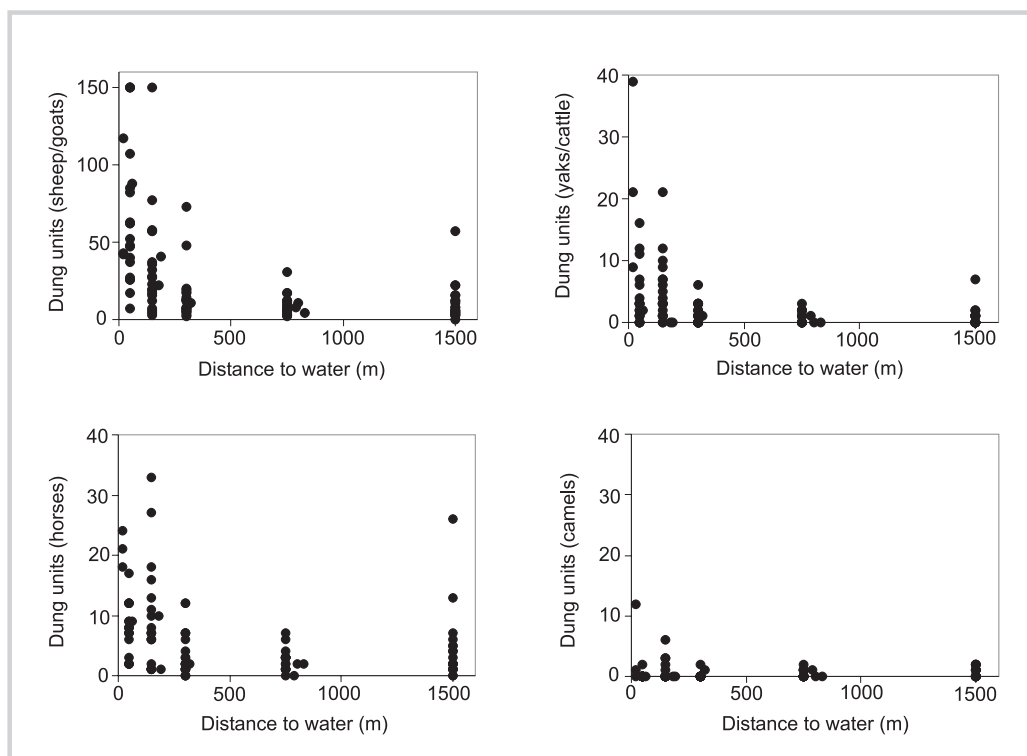 Dung units (sheep/goats)
150
100
50
0
0 500 1000 1500
Distance to water (m)
Dung units (yaks/cattle)
40
30
20
10
0
0 500 1000 1500
Distance to water (m)
Dung units (horses)
40
30
20
10
0
0 500 1000 1500
Distance to water (m)
Dung units (camels)
40
30
20
10
0
0 500 1000 1500
Distance to water (m)